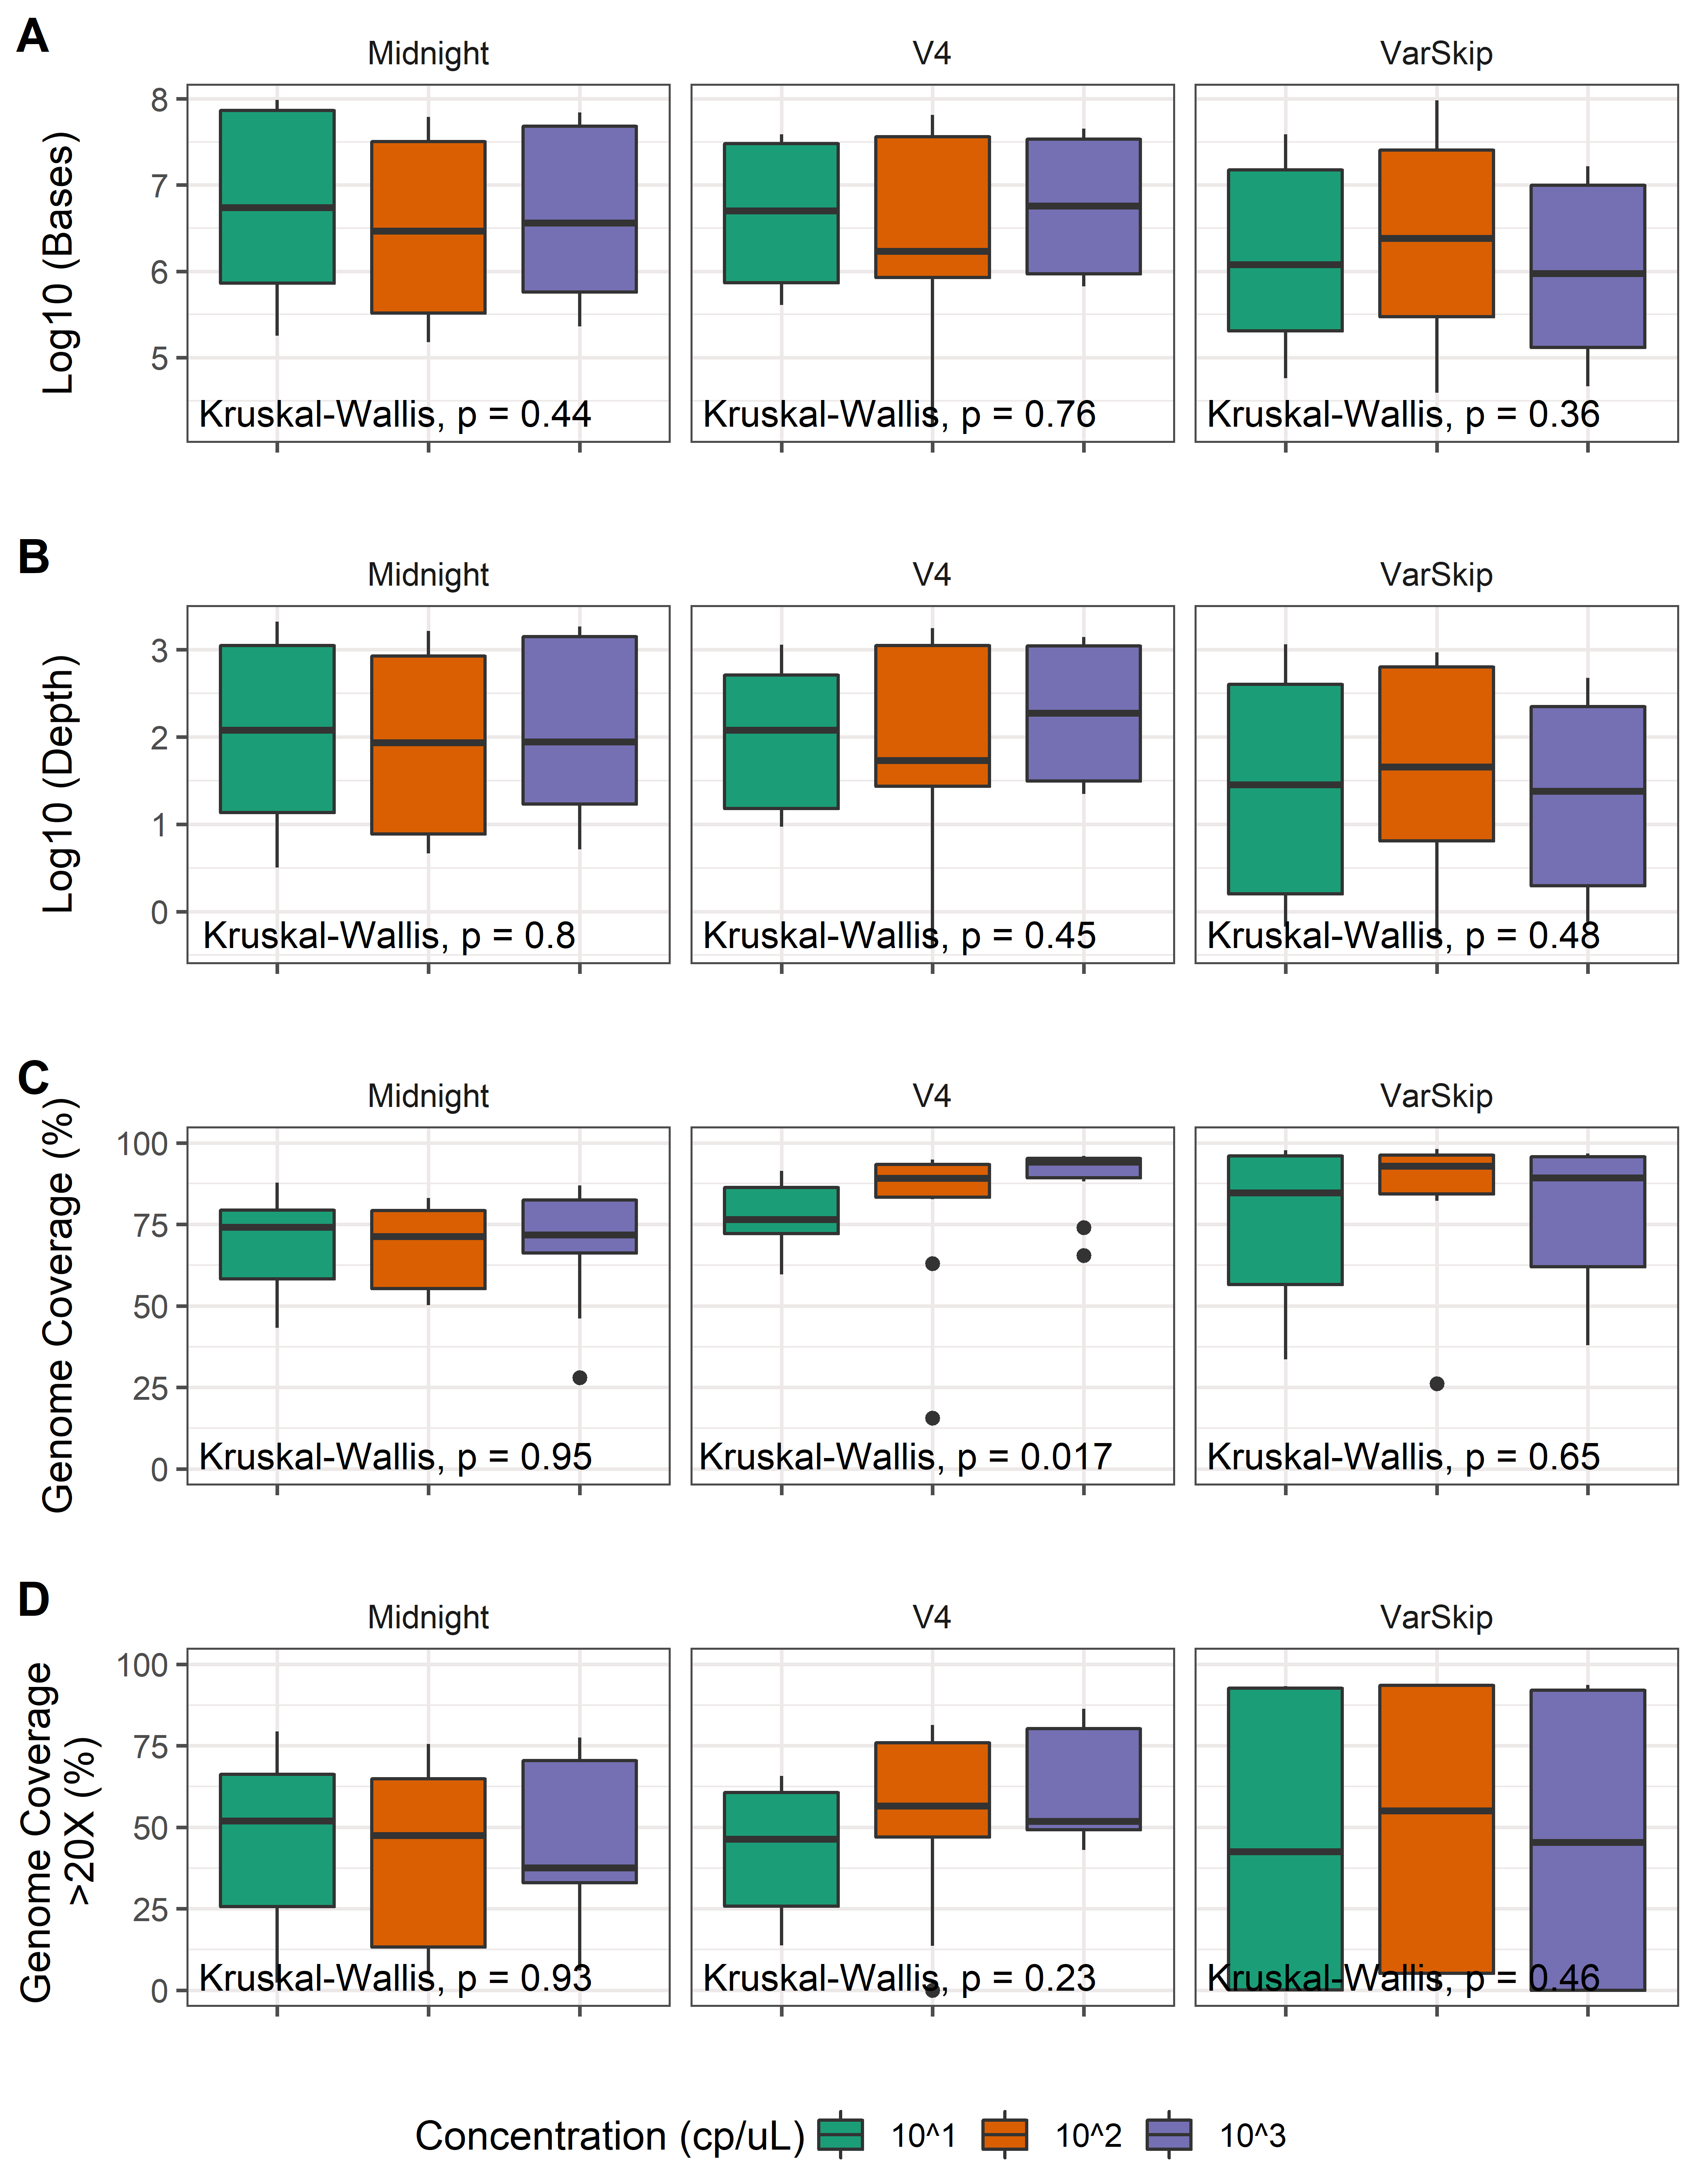 A
Midnight V4 VarSkip
Log10 (Bases)
8
7
6
5
Kruskal-Wallis, p = 0.44
Kruskal-Wallis, p = 0.76
Kruskal-Wallis, p = 0.36
B
Midnight V4 VarSkip
Log10 (Depth)
3
2
1
0
Kruskal-Wallis, p = 0.8
Kruskal-Wallis, p = 0.45
Kruskal-Wallis, p = 0.48
C
Midnight V4 VarSkip
Genome Coverage (%)
100
75
50
25
0
Kruskal-Wallis, p = 0.95
Kruskal-Wallis, p = 0.017
Kruskal-Wallis, p = 0.65
D
Midnight V4 VarSkip
Genome Coverage
>20X (%)
100
75
50
25
0
Kruskal-Wallis, p = 0.93
Kruskal-Wallis, p = 0.23
Kruskal-Wallis, p = 0.46
Concentration (cp/uL) 10^1 10^2 10^3